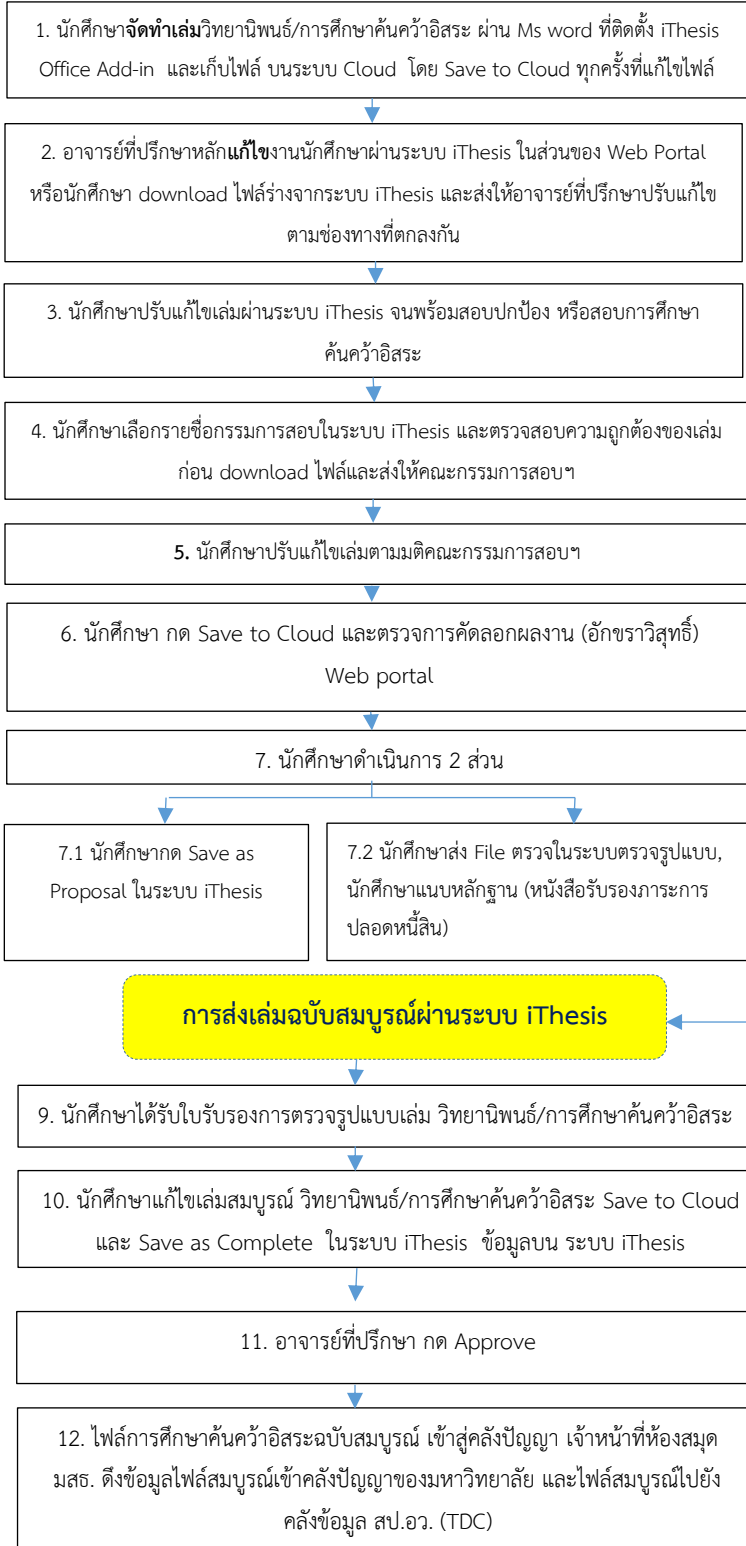 1. นักศึกษาจัดทำเล่มวิทยานิพนธ์/การศึกษาค้นคว้าอิสระ ผ่าน Ms word ที่ติดตั้ง iThesis
Office Add-in และเก็บไฟล์ บนระบบ Cloud โดย Save to Cloud ทุกครั้งที่แก้ไขไฟล์
2. อาจารย์ที่ปรึกษาหลักแก้ไขงานนักศึกษาผ่านระบบ iThesis ในส่วนของ Web Portal
หรือนักศึกษา download ไฟล์ร่างจากระบบ iThesis และส่งให้อาจารย์ที่ปรึกษาปรับแก้ไข
ตามช่องทางที่ตกลงกัน
3. นักศึกษาปรับแก้ไขเล่มผ่านระบบ iThesis จนพร้อมสอบปกป้อง หรือสอบการศึกษา
ค้นคว้าอิสระ
4. นักศึกษาเลือกรายชื่อกรรมการสอบในระบบ iThesis และตรวจสอบความถูกต้องของเล่ม
ก่อน download ไฟล์และส่งให้คณะกรรมการสอบฯ
5. นักศึกษาปรับแก้ไขเล่มตามมติคณะกรรมการสอบฯ
6. นักศึกษา กด Save to Cloud และตรวจการคัดลอกผลงาน (อักขราวิสุทธิ์)
Web portal
7. นักศึกษาดำเนินการ 2 ส่วน
7.1 นักศึกษากด Save as
Proposal ในระบบ iThesis
7.2 นักศึกษาส่ง File ตรวจในระบบตรวจรูปแบบ,
นักศึกษาแนบหลักฐาน (หนังสือรับรองภาระการ
ปลอดหนี้สิน)
การส่งเล่มฉบับสมบูรณ์ผ่านระบบ iThesis
9. นักศึกษาได้รับใบรับรองการตรวจรูปแบบเล่ม วิทยานิพนธ์/การศึกษาค้นคว้าอิสระ
10. นักศึกษาแก้ไขเล่มสมบูรณ์ วิทยานิพนธ์/การศึกษาค้นคว้าอิสระ Save to Cloud
และ Save as Complete ในระบบ iThesis ข้อมูลบน ระบบ iThesis
11. อาจารย์ที่ปรึกษา กด Approve
12. ไฟล์การศึกษาค้นคว้าอิสระฉบับสมบูรณ์ เข้าสู่คลังปัญญา เจ้าหน้าที่ห้องสมุด
มสธ. ดึงข้อมูลไฟล์สมบูรณ์เข้าคลังปัญญาของมหาวิทยาลัย และไฟล์สมบูรณ์ไปยัง
คลังข้อมูล สป.อว. (TDC)